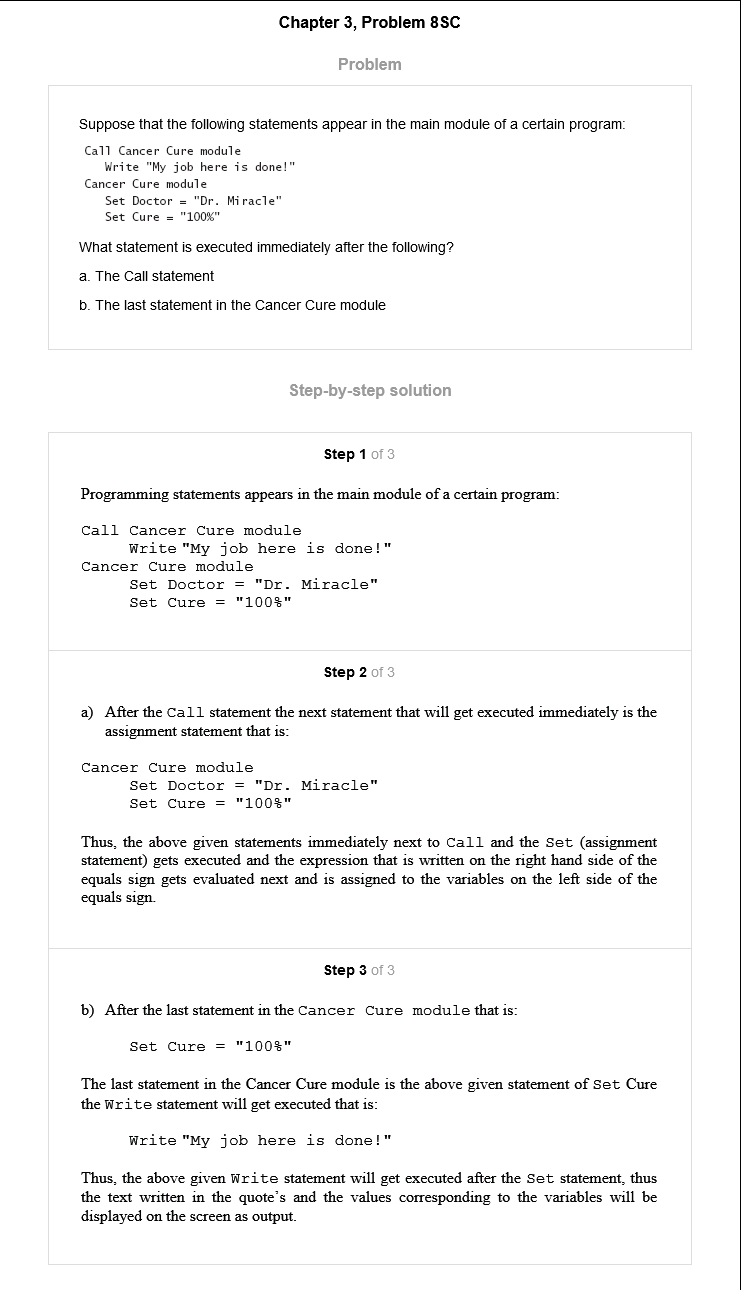 Chapter 3, Problem 8SC
Problem
Suppose that the following statements appear in the main module of a certain program:
Call Cancer Cure module
Write "My job here is done!"
Cancer Cure module
Set Doctor = "Dr. Miracle"
Set Cure = "100%"
What statement is executed immediately after the following?
a. The Call statement
b. The last statement in the Cancer Cure module
Step-by-step solution
Step 1 of 3
Programming statements appears in the main module of a certain program:
Call Cancer Cure module
Write "My job here is done!"
Cancer Cure module
Set Doctor = "Dr. Miracle"
Set Cure = "100%"
Step 2 of 3
a) After the Call statement the next statement that will get executed immediately is the
assignment statement that is:
Cancer Cure module
Set Doctor = "Dr. Miracle"
Set Cure = "100%"
Thus, the above given statements immediately next to Call and the Set (assignment
statement) gets executed and the expression that is written on the right hand side of the
equals sign gets evaluated next and is assigned to the variables on the left side of the
equals sign.
Step 3 of 3
b) After the last statement in the Cancer Cure module that is:
Set Cure = "100%"
The last statement in the Cancer Cure module is the above given statement of Set Cure
the Write statement will get executed that is:
Write "My job here is done!"
Thus, the above given Write statement will get executed after the Set statement, thus
the text written in the quote's and the values corresponding to the variables will be
displayed on the screen as output.